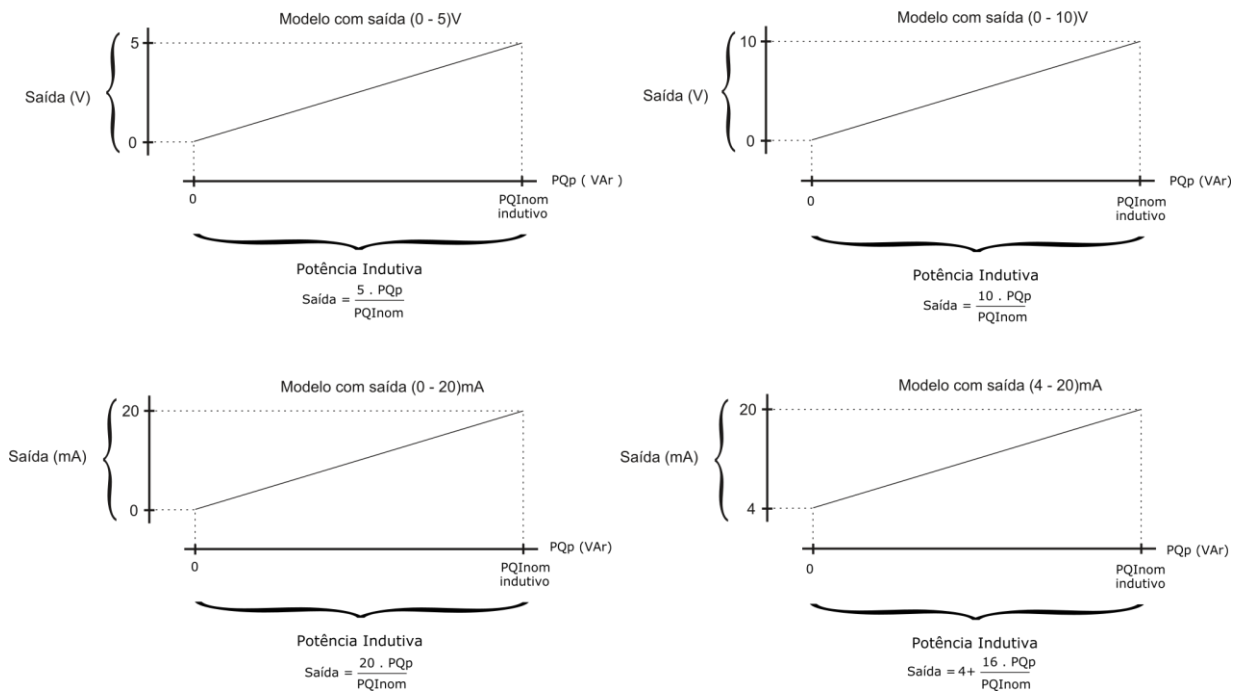 Modelo com saída (0 - 5)V
5
Saída (V)
0
PQp ( VAr )
0
PQInom
indutivo
Potência Indutiva
Saída = 5 . PQp
PQInom
Modelo com saída (0 - 10)V
10
Saída (V)
0
PQp (VAr)
0
PQInom
indutivo
Potência Indutiva
Saída = 10 . PQp
PQInom
Modelo com saída (0 - 20)mA
20
Saída (mA)
0
PQp (VAr)
0
PQInom
indutivo
Potência Indutiva
Saída = 20 . PQp
PQInom
Modelo com saída (4 - 20)mA
20
Saída (mA)
4
PQp (VAr)
0
PQInom
indutivo
Potência Indutiva
Saída = 4+ 16 . PQp
PQInom